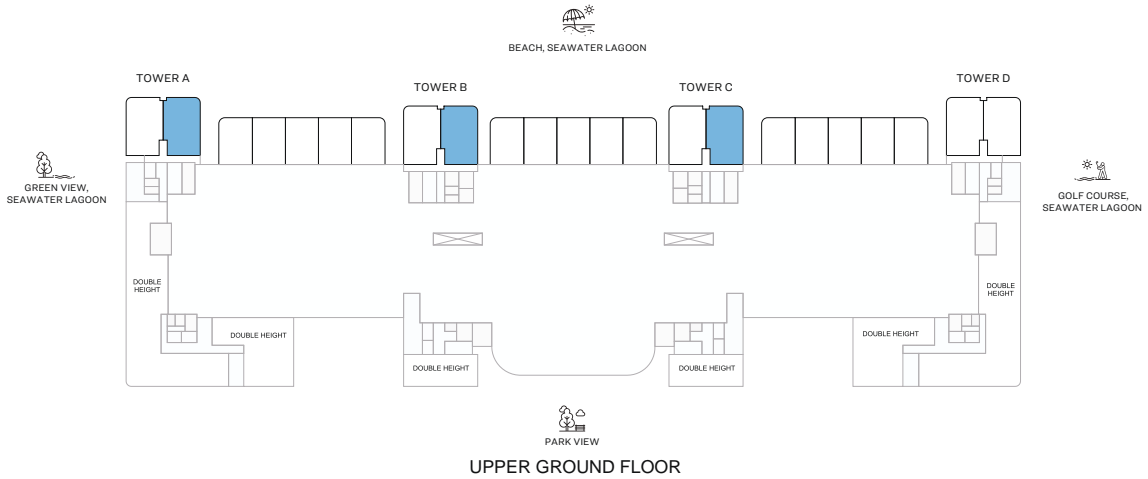 BEACH, SEAWATER LAGOON
TOWER A
TOWER B
TOWER C
TOWER D
GREEN VIEW,
SEAWATER LAGOON
GOLF COURSE,
SEAWATER LAGOON
DOUBLE
HEIGHT
DOUBLE
HEIGHT
DOUBLE HEIGHT
DOUBLE HEIGHT
DOUBLE HEIGHT
DOUBLE HEIGHT
PARK VIEW
UPPER GROUND FLOOR